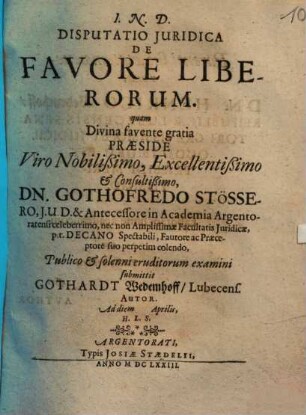 10
I. N. D.
DISPUTATIO JURIDICA
DE
FAVORE LIBE-
RORUM.
quam
Divina favente gratia
PRÆSIDE
Viro Nobilißimo, Excellentißimo
& Consultißimo,
DN. GOTHOFREDO STÖSSE-
RO, J.U.D. & Antecessore in Academia Argento-
ratensi celeberrimo, nec non Amplissimæ Facultatis Juridicæ,
p.t. DECANO Spectabili, Fautore ac Præce-
ptore suo perpetim colendo,
Publico & solenni eruditorum examini
submittit
GOTHARDT Wedemhoff / Lubecens.
AUTOR.
Ad diem Aprilis,
H. L. S.
ARGENTORATI,
Typis JOSIÆ STÆDELII,
ANNO M DC LXXIII.